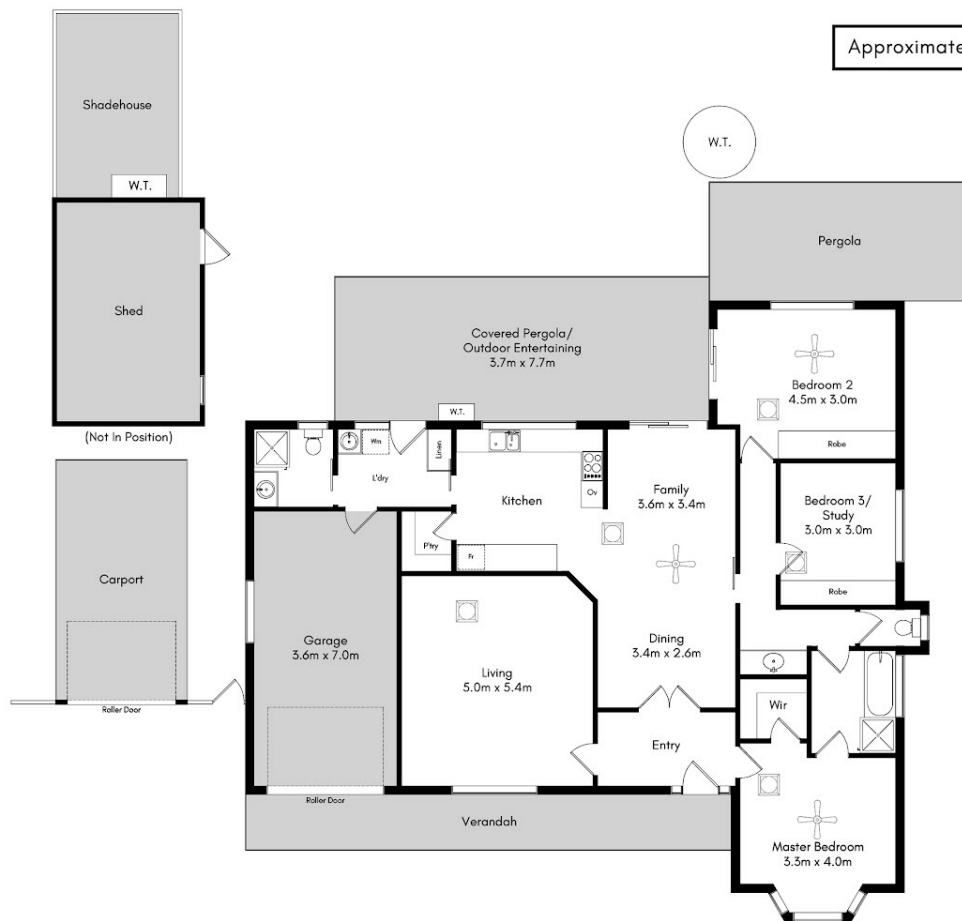 Approximate
Shadehouse
W.T.
W.T.
Pergola
Shed
Covered Pergola/
Outdoor Entertaining
3.7m x 7.7m
Bedroom 2
4.5m x 3.0m
W.T.
(Not In Position)
Wm
Linen
Robe
L'dry
Kitchen
Ov
Family
3.6m x 3.4m
Bedroom 3/
Study
3.0m x 3.0m
P'try
Fr
Carport
Robe
Garage
3.6m x 7.0m
Dining
3.4m x 2.6m
Living
5.0m x 5.4m
Roller Door
Wir
Entry
Roller Door
Verandah
Master Bedroom
3.3m x 4.0m